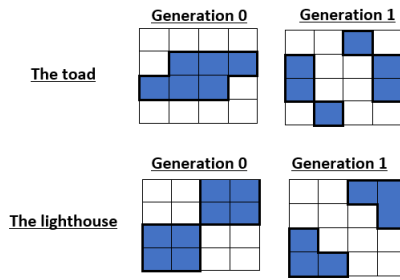 Generation 0
Generation 1
The toad
Generation 0
Generation 1
The lighthouse